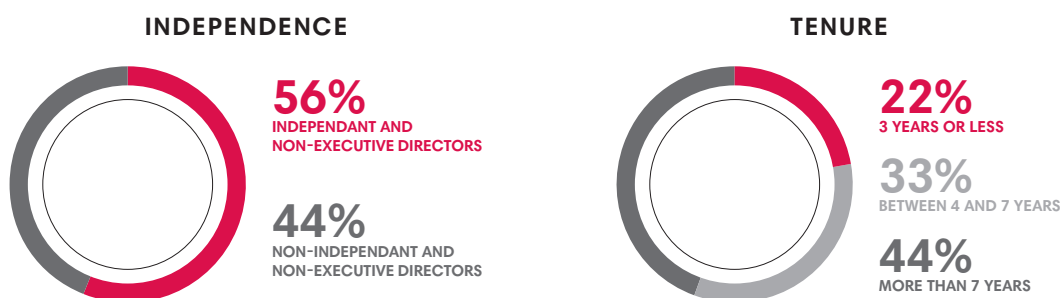 INDEPENDENCE
56%
INDEPENDANT AND
NON-EXECUTIVE DIRECTORS
44%
NON-INDEPENDANT AND
NON-EXECUTIVE DIRECTORS
TENURE
22%
3 YEARS OR LESS
33%
BETWEEN 4 AND 7 YEARS
44%
MORE THAN 7 YEARS